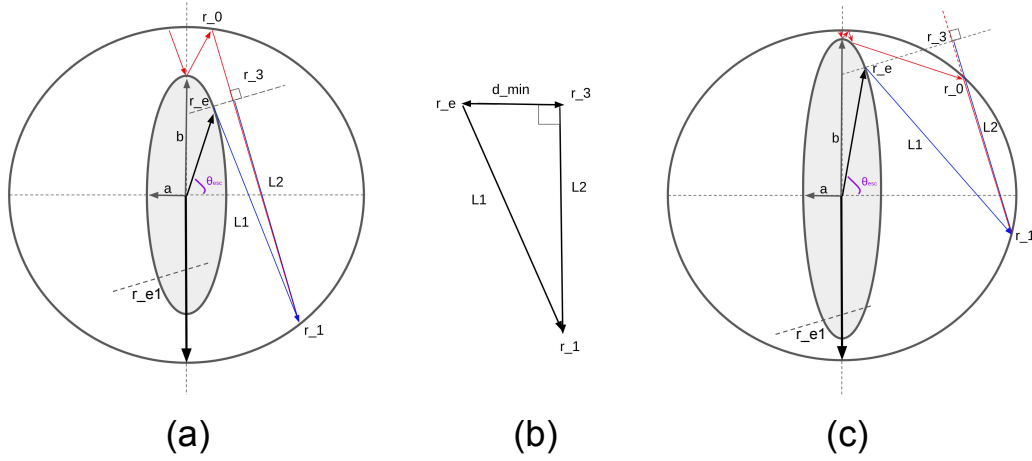 r_0
r_3
r_e
b
a
θesc
L2
L1
r_e1
r_1
(a)
d_min
r_e
r_3
L1
L2
r_1
(b)
r_3
r_e
r_0
b
L1
L2
a
θesc
r_1
r_e1
(c)